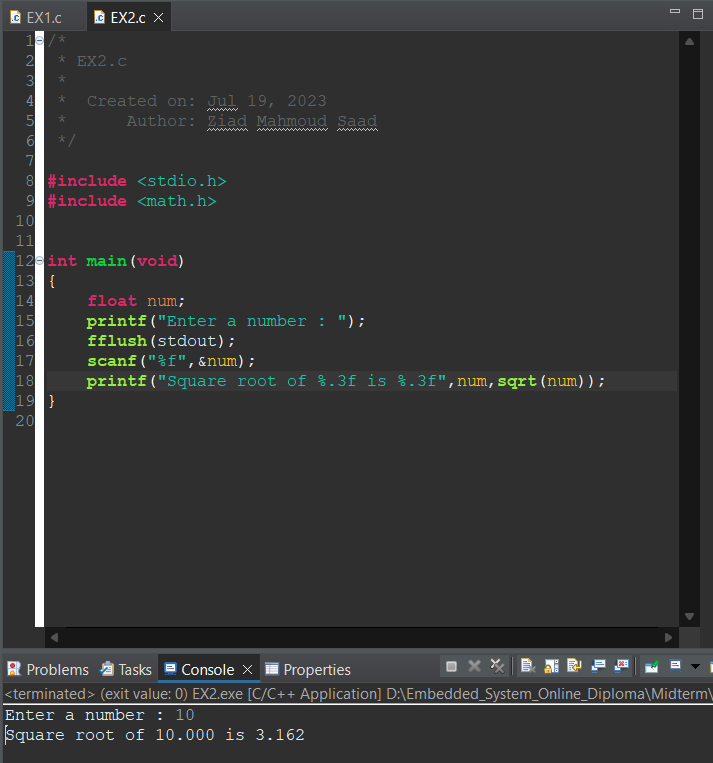 EX1.c EX2.c
1 /*
2 * EX2.c
3 *
4 * Created on: Jul 19, 2023
5 * Author: Ziad Mahmoud Saad
6 */
7
8 #include <stdio.h>
9 #include <math.h>
10
11
12 int main(void)
13 {
14 float num;
15 printf("Enter a number : ");
16 fflush(stdout);
17 scanf("%f",&num);
18 printf("Square root of %.3f is %.3f",num,sqrt(num));
19 }
20
Problems Tasks Console Properties
<terminated> (exit value: 0) EX2.exe [C/C++ Application] D:\Embedded_System_Online_Diploma\Midterm\
Enter a number : 10
Square root of 10.000 is 3.162